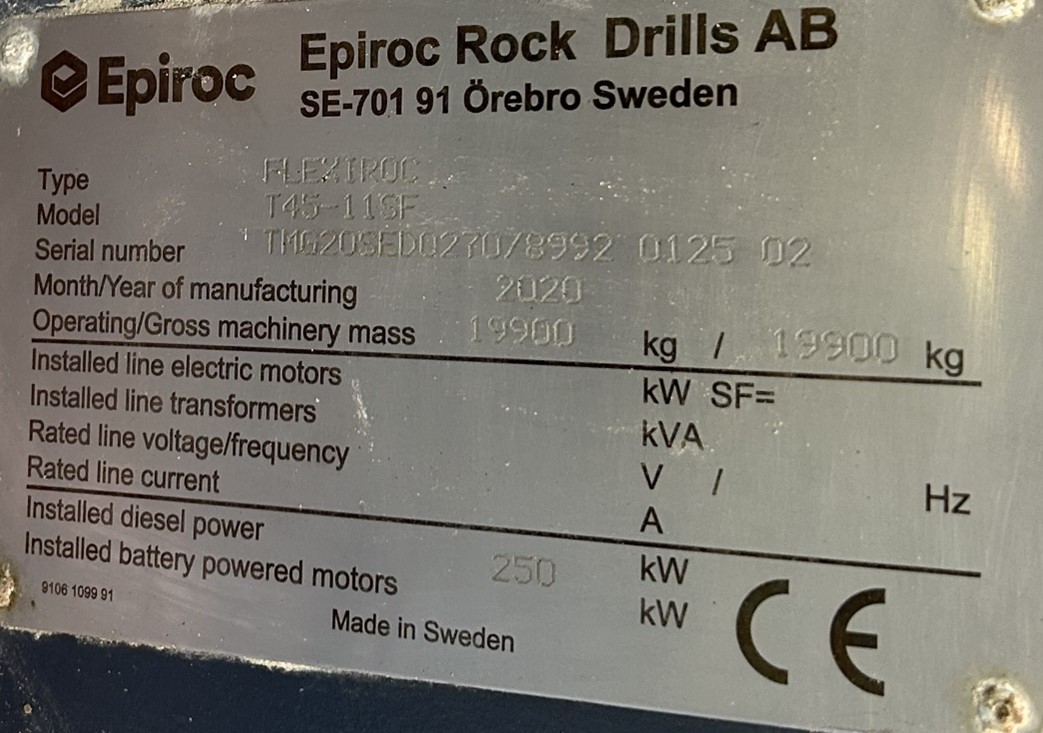 Epiroc
Epiroc Rock Drills AB
SE-701 91 Örebro Sweden
Type FLEXIROC
Model T45-11SF
Serial number TMG20SED0270/8992 0125 02
Month/Year of manufacturing 2020
Operating/Gross machinery mass 19900 kg / 19900 kg
Installed line electric motors kW SF=
Installed line transformers kVA
Rated line voltage/frequency V / Hz
Rated line current A
Installed diesel power 250 kW
Installed battery powered motors kW
9106 1099 91
Made in Sweden
CE